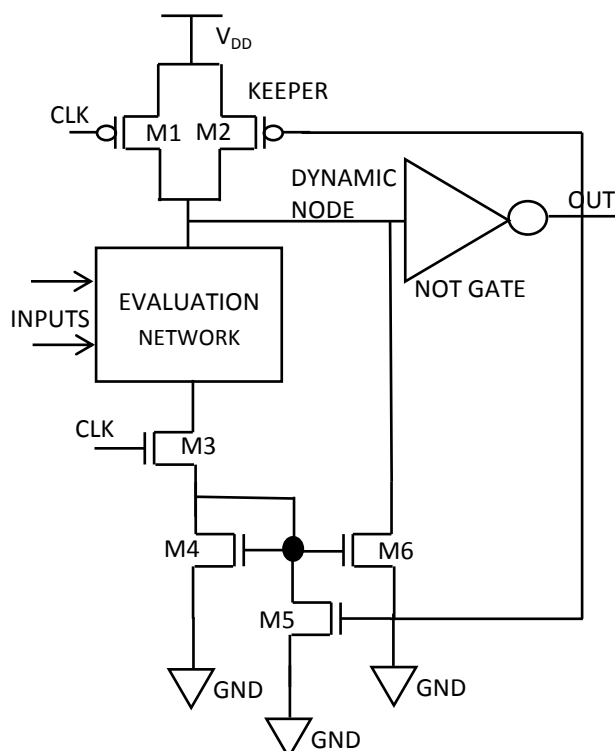 V_DD
KEEPER
CLK
M1
M2
DYNAMIC
NODE
OUT
NOT GATE
EVALUATION
NETWORK
INPUTS
CLK
M3
M4
M6
M5
GND
GND
GND